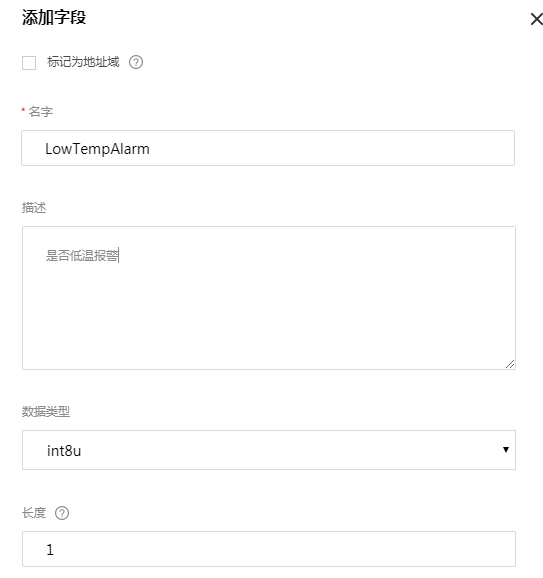 添加字段
标记为地址域
* 名字
LowTempAlarm
描述
是否低温报警
数据类型
int8u
长度
1